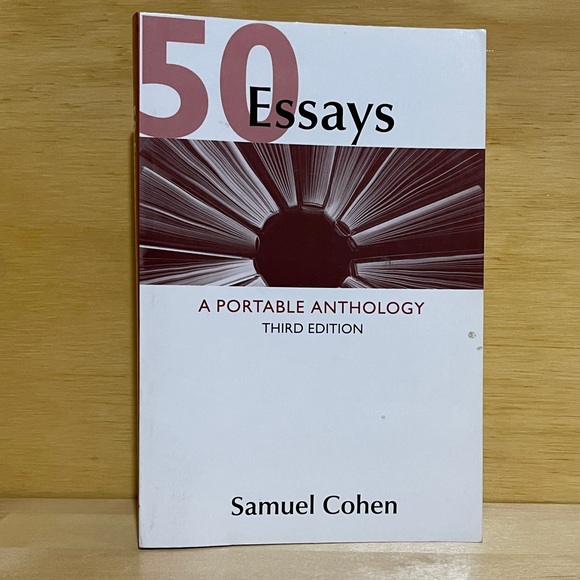 50
Essays
A PORTABLE ANTHOLOGY
THIRD EDITION
Samuel Cohen